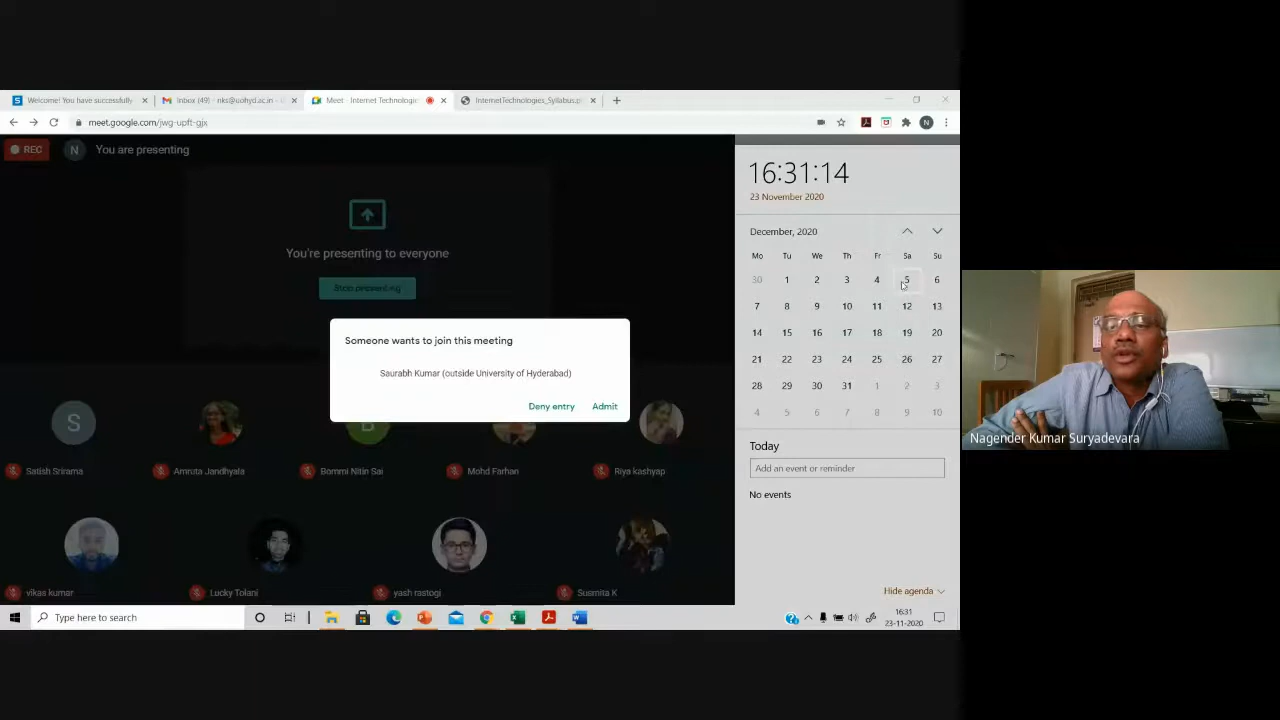 Welcome! You have successfully
Inbox (49) - nks@uohyd.ac.in -
Meet - Internet Technologie
InternetTechnologies_Syllabus.p
meet.google.com/jwg-upft-gjx
N
REC
N
You are presenting
You're presenting to everyone
Stop presenting
Someone wants to join this meeting
Saurabh Kumar (outside University of Hyderabad)
Deny entry
Admit
S
B
Satish Srirama
Amruta Jandhyala
Bommi Nitin Sai
Mohd Farhan
Riya kashyap
vikas kumar
Lucky Tolani
yash rastogi
Susmita K
16:31:14
23 November 2020
December, 2020
Mo Tu We Th Fr Sa Su
30 1 2 3 4 5 6
7 8 9 10 11 12 13
14 15 16 17 18 19 20
21 22 23 24 25 26 27
28 29 30 31 1 2 3
4 5 6 7 8 9 10
Today
Add an event or reminder
No events
Hide agenda
Type here to search
16:31
23-11-2020
Nagender Kumar Suryadevara